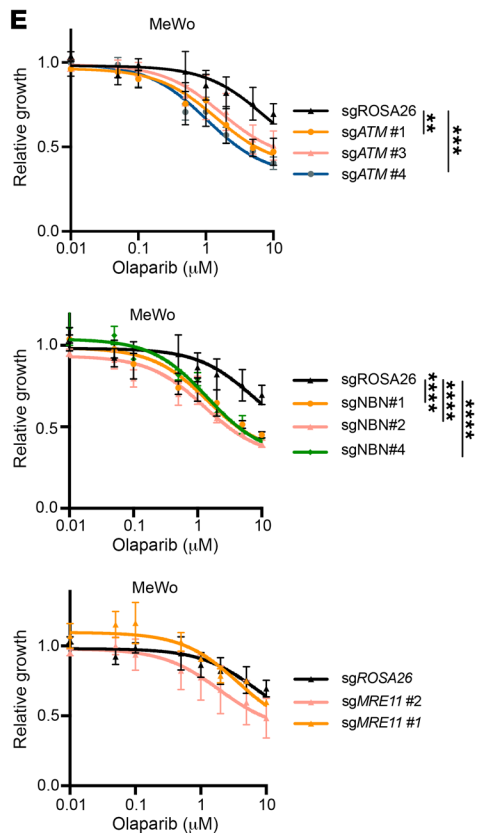 E
MeWo
Relative growth
1.0
0.5
0.0
0.01
0.1
1
10
Olaparib (μM)
sgROSA26
sgATM #1
sgATM #3
sgATM #4
**
***
MeWo
Relative growth
1.0
0.5
0.0
0.01
0.1
1
10
Olaparib (μM)
sgROSA26
sgNBN#1
sgNBN#2
sgNBN#4
****
****
****
MeWo
Relative growth
1.0
0.5
0.0
0.01
0.1
1
10
Olaparib (μM)
sgROSA26
sgMRE11 #2
sgMRE11 #1